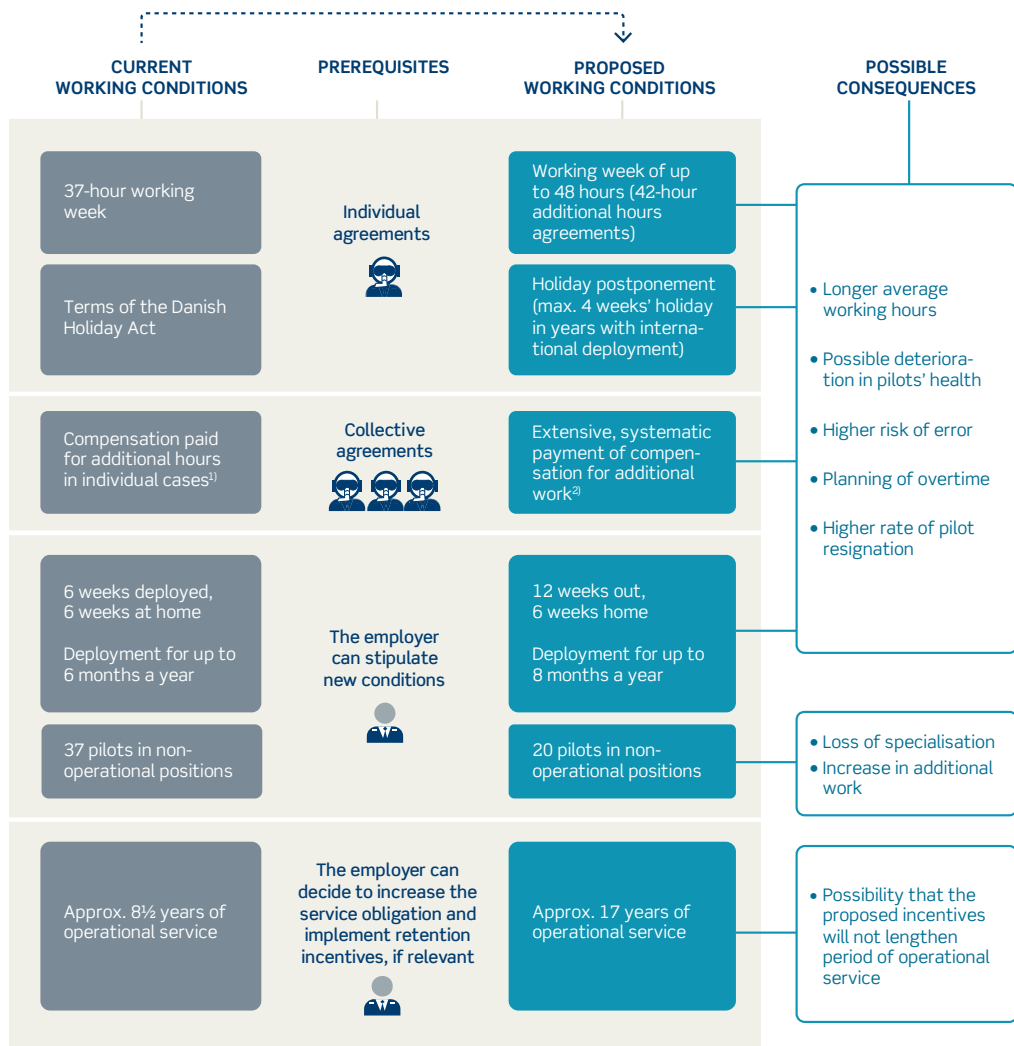 CURRENT
WORKING CONDITIONS
PREREQUISITES
PROPOSED
WORKING CONDITIONS
POSSIBLE
CONSEQUENCES
37-hour working
week
Individual
agreements
Working week of up
to 48 hours (42-hour
additional hours
agreements)
Terms of the Danish
Holiday Act
Holiday postponement
(max. 4 weeks' holiday
in years with interna-
tional deployment)
Compensation paid
for additional hours
in individual cases¹⁾
Collective
agreements
Extensive, systematic
payment of compen-
sation for additional
work²⁾
6 weeks deployed,
6 weeks at home
Deployment for up to
6 months a year
The employer
can stipulate
new conditions
12 weeks out,
6 weeks home
Deployment for up to
8 months a year
• Longer average
working hours
• Possible deteriora-
tion in pilots' health
• Higher risk of error
• Planning of overtime
• Higher rate of pilot
resignation
37 pilots in non-
operational positions
20 pilots in non-
operational positions
• Loss of specialisation
• Increase in additional
work
Approx. 8½ years of
operational service
The employer can
decide to increase the
service obligation and
implement retention
incentives, if relevant
Approx. 17 years of
operational service
• Possibility that the
proposed incentives
will not lengthen
period of operational
service